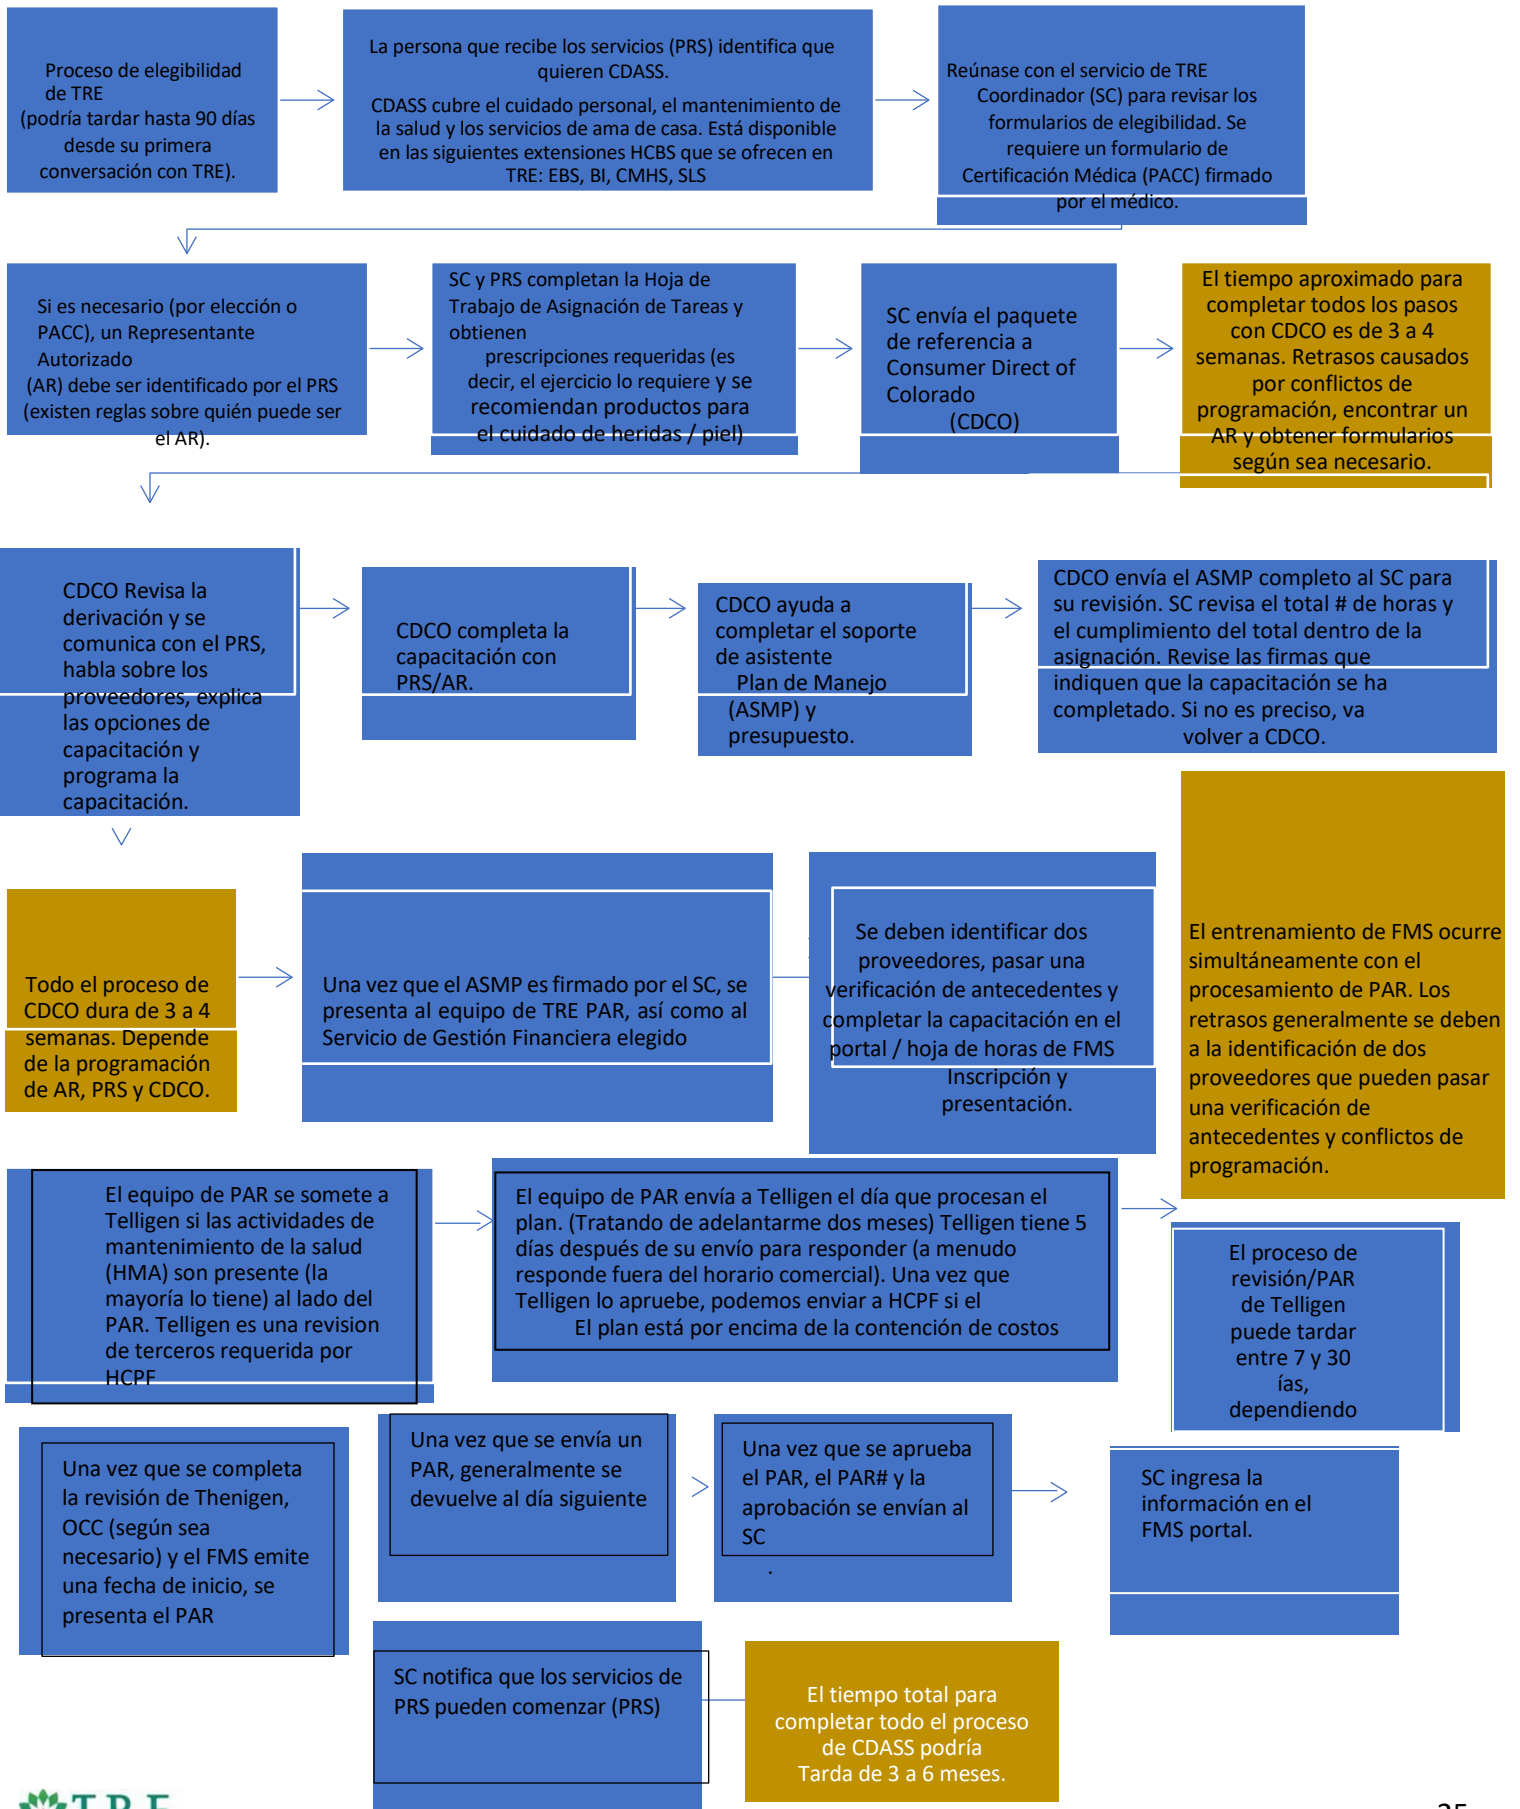 Proceso de elegibilidad
de TRE
(podría tardar hasta 90 días
desde su primera
conversación con TRE).
La persona que recibe los servicios (PRS) identifica que
quieren CDASS.
CDASS cubre el cuidado personal, el mantenimiento de
la salud y los servicios de ama de casa. Está disponible
en las siguientes extensiones HCBS que se ofrecen en
TRE: EBS, BI, CMHS, SLS
Reúnase con el servicio de TRE
Coordinador (SC) para revisar los
formularios de elegibilidad. Se
requiere un formulario de
Certificación Médica (PACC) firmado
por el médico.
Si es necesario (por elección o
PACC), un Representante
Autorizado
(AR) debe ser identificado por el PRS
(existen reglas sobre quién puede ser
el AR).
SC y PRS completan la Hoja de
Trabajo de Asignación de Tareas y
obtienen
prescripciones requeridas (es
decir, el ejercicio lo requiere y se
recomiendan productos para
el cuidado de heridas / piel)
SC envía el paquete
de referencia a
Consumer Direct of
Colorado
(CDCO)
El tiempo aproximado para
completar todos los pasos
con CDCO es de 3 a 4
semanas. Retrasos causados
por conflictos de
programación, encontrar un
AR y obtener formularios
según sea necesario.
CDCO Revisa la
derivación y se
comunica con el PRS,
habla sobre los
proveedores, explica
las opciones de
capacitación y
programa la
capacitación.
CDCO completa la
capacitación con
PRS/AR.
CDCO ayuda a
completar el soporte
de asistente
Plan de Manejo
(ASMP) y
presupuesto.
CDCO envía el ASMP completo al SC para
su revisión. SC revisa el total # de horas y
el cumplimiento del total dentro de la
asignación. Revise las firmas que
indiquen que la capacitación se ha
completado. Si no es preciso, va
volver a CDCO.
Todo el proceso de
CDCO dura de 3 a 4
semanas. Depende
de la programación
de AR, PRS y CDCO.
Una vez que el ASMP es firmado por el SC, se
presenta al equipo de TRE PAR, así como al
Servicio de Gestión Financiera elegido
Se deben identificar dos
proveedores, pasar una
verificación de antecedentes y
completar la capacitación en el
portal / hoja de horas de FMS
Inscripción y
presentación.
El entrenamiento de FMS ocurre
simultáneamente con el
procesamiento de PAR. Los
retrasos generalmente se deben
a la identificación de dos
proveedores que pueden pasar
una verificación de
antecedentes y conflictos de
programación.
El equipo de PAR se somete a
Telligen si las actividades de
mantenimiento de la salud
(HMA) son presente (la
mayoría lo tiene) al lado del
PAR. Telligen es una revision
de terceros requerida por
HCPF
El equipo de PAR envía a Telligen el día que procesan el
plan. (Tratando de adelantarme dos meses) Telligen tiene 5
días después de su envío para responder (a menudo
responde fuera del horario comercial). Una vez que
Telligen lo apruebe, podemos enviar a HCPF si el
El plan está por encima de la contención de costos
El proceso de
revisión/PAR
de Telligen
puede tardar
entre 7 y 30
ías,
dependiendo
Una vez que se completa
la revisión de Thenigen,
OCC (según sea
necesario) y el FMS emite
una fecha de inicio, se
presenta el PAR
Una vez que se envía un
PAR, generalmente se
devuelve al día siguiente
Una vez que se aprueba
el PAR, el PAR# y la
aprobación se envían al
SC
.
SC ingresa la
información en el
FMS portal.
SC notifica que los servicios de
PRS pueden comenzar (PRS)
El tiempo total para
completar todo el proceso
de CDASS podría
Tarda de 3 a 6 meses.
TRE